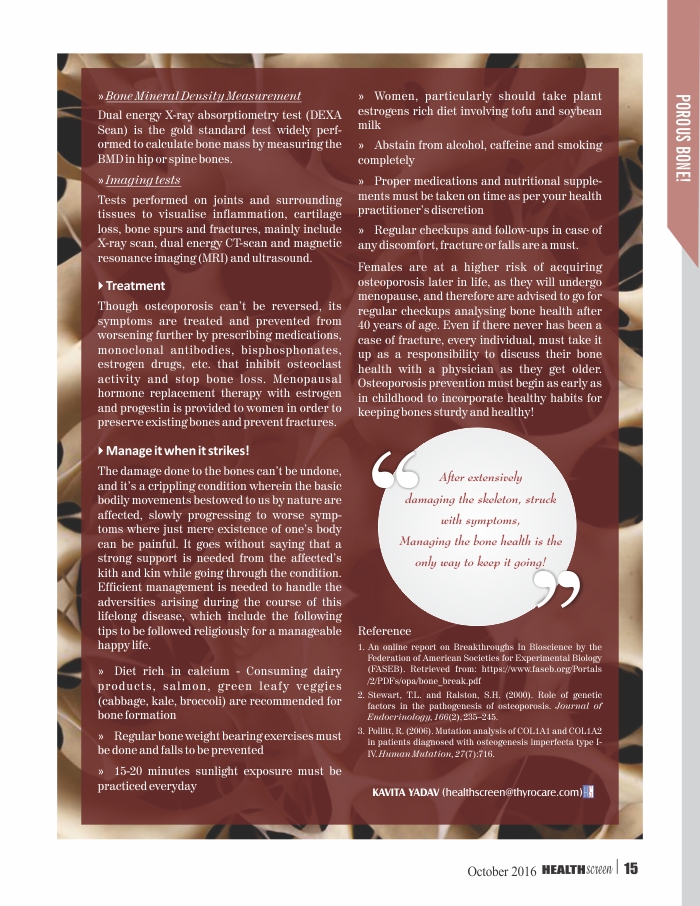 » Bone Mineral Density Measurement
Dual energy X-ray absorptiometry test (DEXA
Scan) is the gold standard test widely perf-
ormed to calculate bone mass by measuring the
BMD in hip or spine bones.
» Imaging tests
Tests performed on joints and surrounding
tissues to visualise inflammation, cartilage
loss, bone spurs and fractures, mainly include
X-ray scan, dual energy CT-scan and magnetic
resonance imaging (MRI) and ultrasound.
Treatment
Though osteoporosis can't be reversed, its
symptoms are treated and prevented from
worsening further by prescribing medications,
monoclonal antibodies, bisphosphonates,
estrogen drugs, etc. that inhibit osteoclast
activity and stop bone loss. Menopausal
hormone replacement therapy with estrogen
and progestin is provided to women in order to
preserve existing bones and prevent fractures.
Manage it when it strikes!
The damage done to the bones can't be undone,
and it's a crippling condition wherein the basic
bodily movements bestowed to us by nature are
affected, slowly progressing to worse symp-
toms where just mere existence of one's body
can be painful. It goes without saying that a
strong support is needed from the affected's
kith and kin while going through the condition.
Efficient management is needed to handle the
adversities arising during the course of this
lifelong disease, which include the following
tips to be followed religiously for a manageable
happy life.
» Diet rich in calcium - Consuming dairy
products, salmon, green leafy veggies
(cabbage, kale, broccoli) are recommended for
bone formation
» Regular bone weight bearing exercises must
be done and falls to be prevented
» 15-20 minutes sunlight exposure must be
practiced everyday
» Women, particularly should take plant
estrogens rich diet involving tofu and soybean
milk
» Abstain from alcohol, caffeine and smoking
completely
» Proper medications and nutritional supple-
ments must be taken on time as per your health
practitioner's discretion
» Regular checkups and follow-ups in case of
any discomfort, fracture or falls are a must.
Females are at a higher risk of acquiring
osteoporosis later in life, as they will undergo
menopause, and therefore are advised to go for
regular checkups analysing bone health after
40 years of age. Even if there never has been a
case of fracture, every individual, must take it
up as a responsibility to discuss their bone
health with a physician as they get older.
Osteoporosis prevention must begin as early as
in childhood to incorporate healthy habits for
keeping bones sturdy and healthy!
“
After extensively
damaging the skeleton, struck
with symptoms,
Managing the bone health is the
only way to keep it going!
”
Reference
1. An online report on Breakthroughs In Bioscience by the
Federation of American Societies for Experimental Biology
(FASEB). Retrieved from: https://www.faseb.org/Portals
/2/PDFs/opa/bone_break.pdf
2. Stewart, T.L. and Ralston, S.H. (2000). Role of genetic
factors in the pathogenesis of osteoporosis. Journal of
Endocrinology, 166(2), 235–245.
3. Pollitt, R. (2006). Mutation analysis of COL1A1 and COL1A2
in patients diagnosed with osteogenesis imperfecta type I-
IV. Human Mutation, 27(7):716.
KAVITA YADAV (healthscreen@thyrocare.com)
POROUS BONE!
October 2016 HEALTHscreen | 15